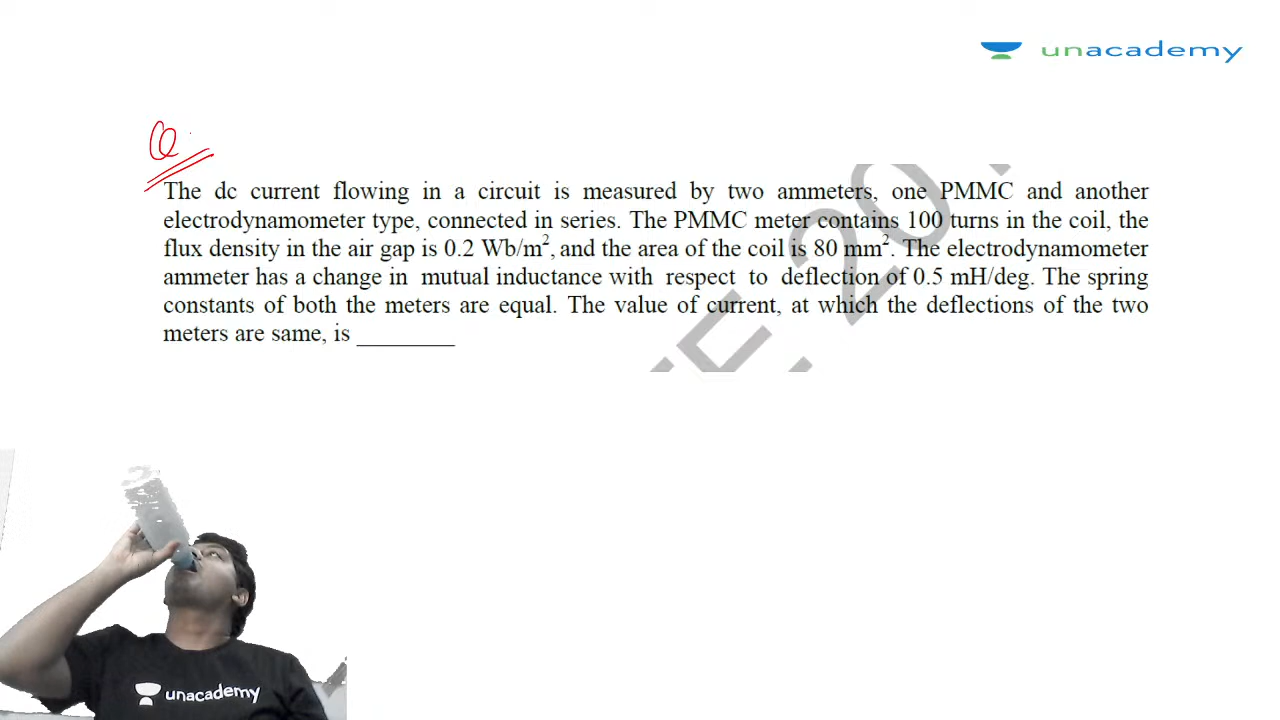 unacademy
Q.
The dc current flowing in a circuit is measured by two ammeters, one PMMC and another
electrodynamometer type, connected in series. The PMMC meter contains 100 turns in the coil, the
flux density in the air gap is 0.2 Wb/m², and the area of the coil is 80 mm². The electrodynamometer
ammeter has a change in mutual inductance with respect to deflection of 0.5 mH/deg. The spring
constants of both the meters are equal. The value of current, at which the deflections of the two
meters are same, is ________
unacademy